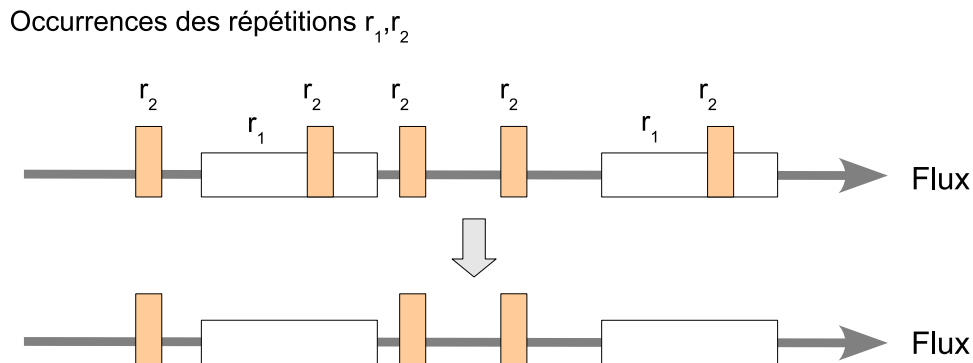 Occurrences des répétitions r₁,r₂
r₂ r₂ r₂ r₂ r₂
r₁ r₁
Flux
Flux